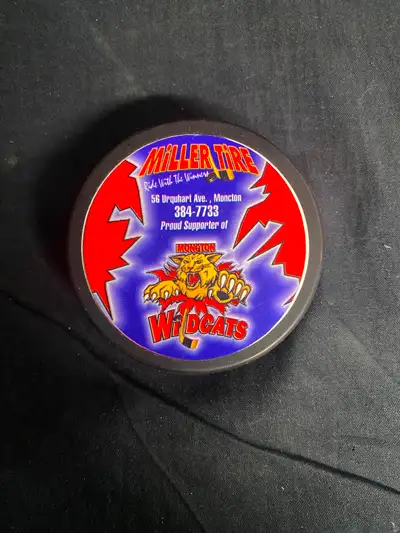 MILLER TIRE
Ride With The Winners
56 Urquhart Ave., Moncton
384-7733
Proud Supporter of
MONCTON
WILDCATS